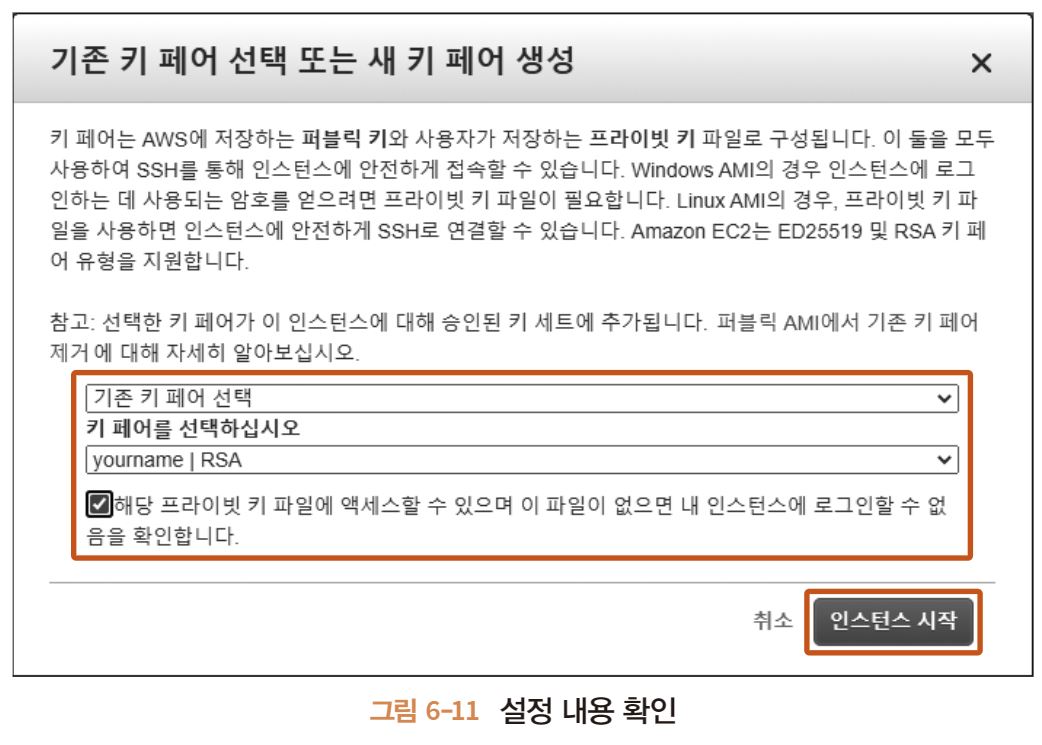 기존 키 페어 선택 또는 새 키 페어 생성
키 페어는 AWS에 저장하는 퍼블릭 키와 사용자가 저장하는 프라이빗 키 파일로 구성됩니다. 이 둘을 모두
사용하여 SSH를 통해 인스턴스에 안전하게 접속할 수 있습니다. Windows AMI의 경우 인스턴스에 로그
인하는 데 사용되는 암호를 얻으려면 프라이빗 키 파일이 필요합니다. Linux AMI의 경우, 프라이빗 키 파
일을 사용하면 인스턴스에 안전하게 SSH로 연결할 수 있습니다. Amazon EC2는 ED25519 및 RSA 키 페
어 유형을 지원합니다.
참고: 선택한 키 페어가 이 인스턴스에 대해 승인된 키 세트에 추가됩니다. 퍼블릭 AMI에서 기존 키 페어
제거 에 대해 자세히 알아보십시오.
기존 키 페어 선택
키 페어를 선택하십시오
yourname | RSA
해당 프라이빗 키 파일에 액세스할 수 있으며 이 파일이 없으면 내 인스턴스에 로그인할 수 없
음을 확인합니다.
취소 인스턴스 시작
그림 6-11 설정 내용 확인